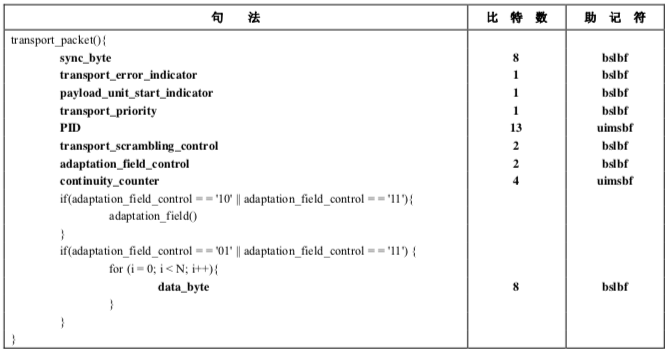 句 法 比 特 数 助 记 符
transport_packet(){
sync_byte 8 bslbf
transport_error_indicator 1 bslbf
payload_unit_start_indicator 1 bslbf
transport_priority 1 bslbf
PID 13 uimsbf
transport_scrambling_control 2 bslbf
adaptation_field_control 2 bslbf
continuity_counter 4 uimsbf
if(adaptation_field_control = = '10' || adaptation_field_control = = '11'){
adaptation_field()
}
if(adaptation_field_control = = '01' || adaptation_field_control = = '11') {
for (i = 0; i < N; i++){
data_byte 8 bslbf
}
}
}